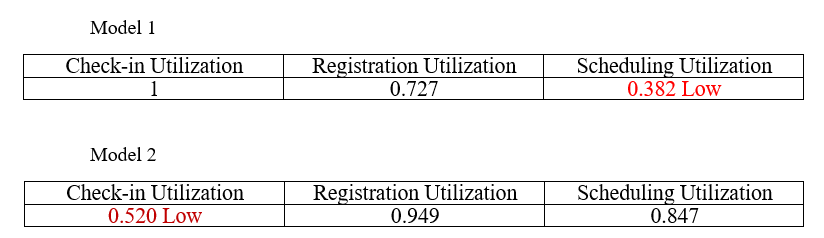 Model 1
Check-in Utilization Registration Utilization Scheduling Utilization
1 0.727 0.382 Low
Model 2
Check-in Utilization Registration Utilization Scheduling Utilization
0.520 Low 0.949 0.847